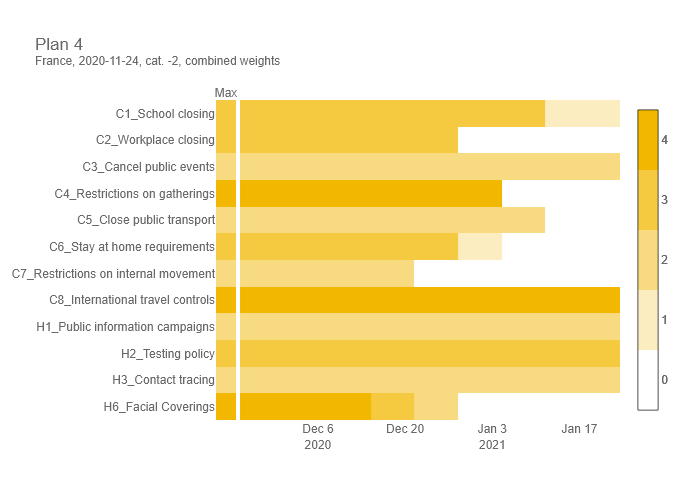 Plan 4
France, 2020-11-24, cat. -2, combined weights
Max
C1_School closing
C2_Workplace closing
C3_Cancel public events
C4_Restrictions on gatherings
C5_Close public transport
C6_Stay at home requirements
C7_Restrictions on internal movement
C8_International travel controls
H1_Public information campaigns
H2_Testing policy
H3_Contact tracing
H6_Facial Coverings
Dec 6 Dec 20 Jan 3 Jan 17
2020 2021
4
3
2
1
0